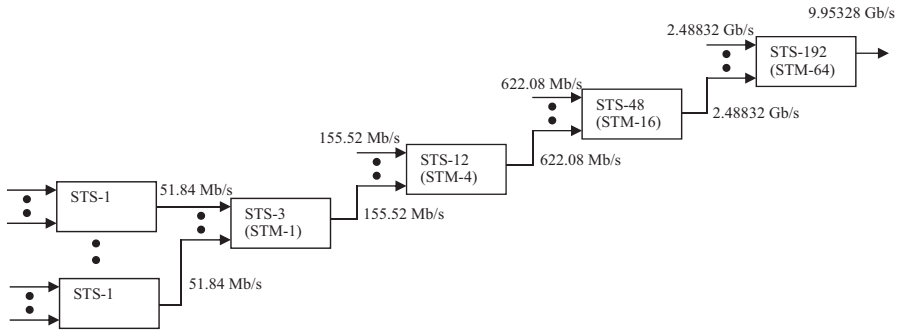 9.95328 Gb/s
2.48832 Gb/s
STS-192
(STM-64)
622.08 Mb/s
STS-48
(STM-16)
2.48832 Gb/s
155.52 Mb/s
STS-12
(STM-4)
622.08 Mb/s
STS-1
51.84 Mb/s
STS-3
(STM-1)
155.52 Mb/s
STS-1
51.84 Mb/s